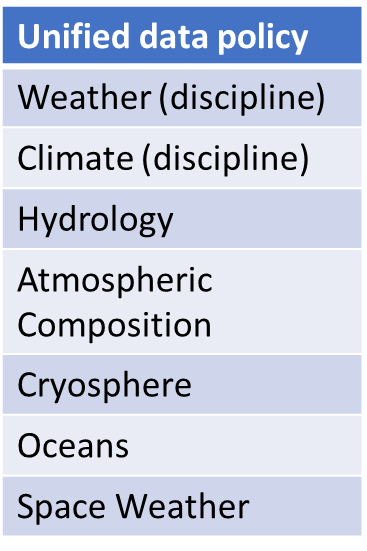 Unified data policy
Weather (discipline)
Climate (discipline)
Hydrology
Atmospheric
Composition
Cryosphere
Oceans
Space Weather